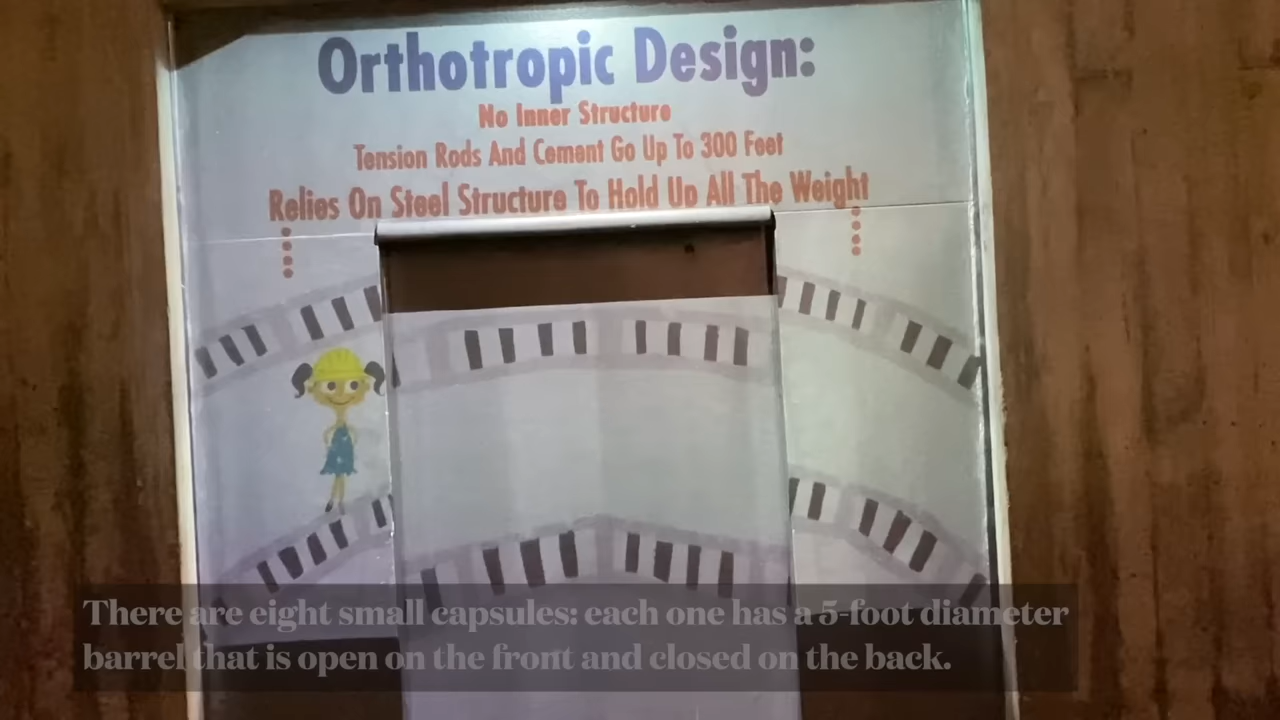 Orthotropic Design:
No Inner Structure
Tension Rods And Cement Go Up To 300 Feet
Relies On Steel Structure To Hold Up All The Weight
There are eight small capsules: each one has a 5-foot diameter
barrel that is open on the front and closed on the back.